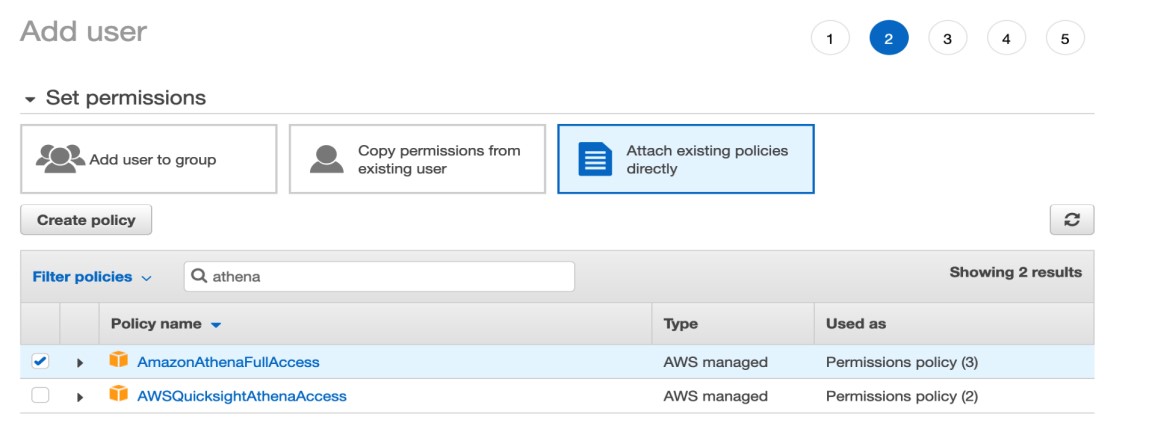 Add user
1 2 3 4 5
Set permissions
Add user to group
Copy permissions from
existing user
Attach existing policies
directly
Create policy
Filter policies
athena
Showing 2 results
Policy name Type Used as
AmazonAthenaFullAccess AWS managed Permissions policy (3)
AWSQuicksightAthenaAccess AWS managed Permissions policy (2)